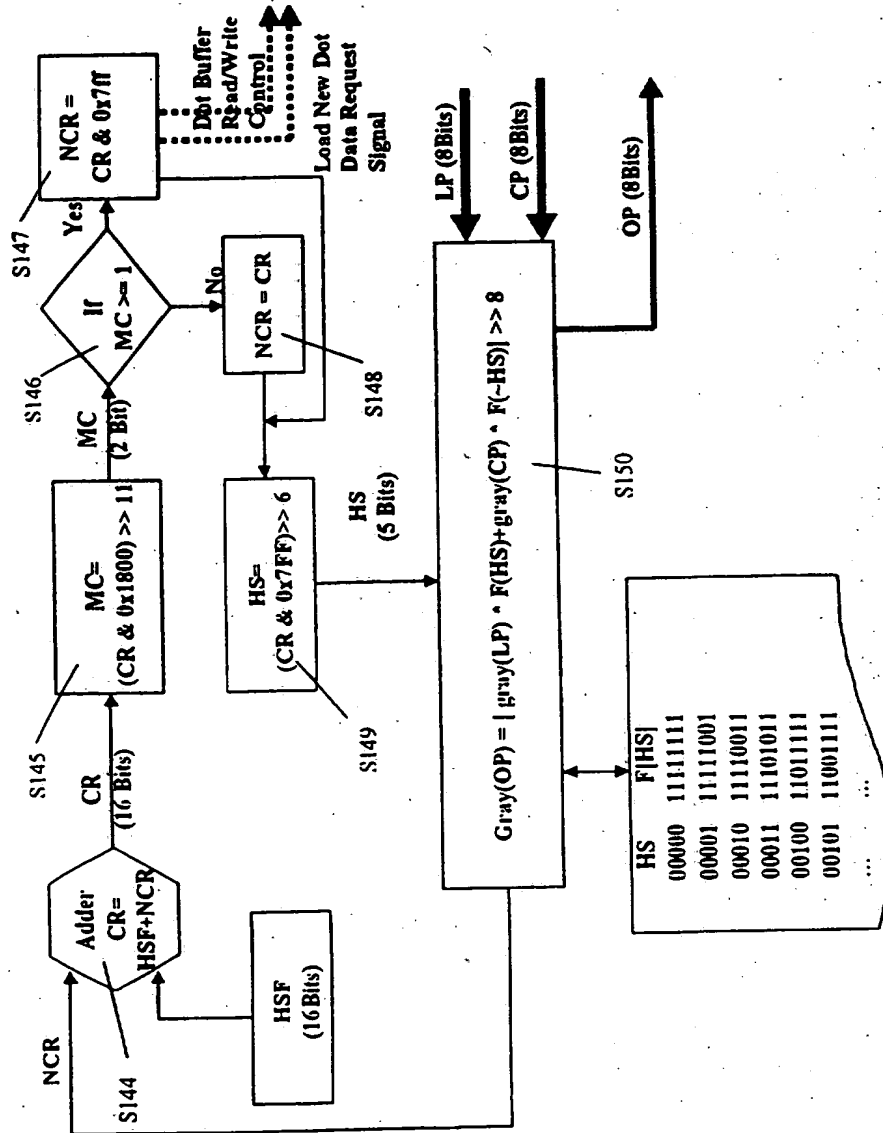 NCR
S144
Adder
CR=
HSF+NCR
HSF
(16Bits)
CR
(16 Bits)
S145
MC=
(CR & 0x1800) >> 11
MC
(2 Bit)
S146
If
MC >= 1
Yes
No
S147
NCR =
CR & 0x7ff
Dot Buffer
Read/Write
Control
Load New Dot
Data Request
Signal
NCR = CR
S148
HS=
(CR & 0x7FF)>> 6
S149
HS
(5 Bits)
LP (8Bits)
CP (8Bits)
OP (8Bits)
Gray(OP) = | gray(LP) * F(HS)+gray(CP) * F(~HS)| >> 8
S150
HS F|HS|
00000 11111111
00001 11111001
00010 11110011
00011 11101011
00100 11011111
00101 11001111
... ...